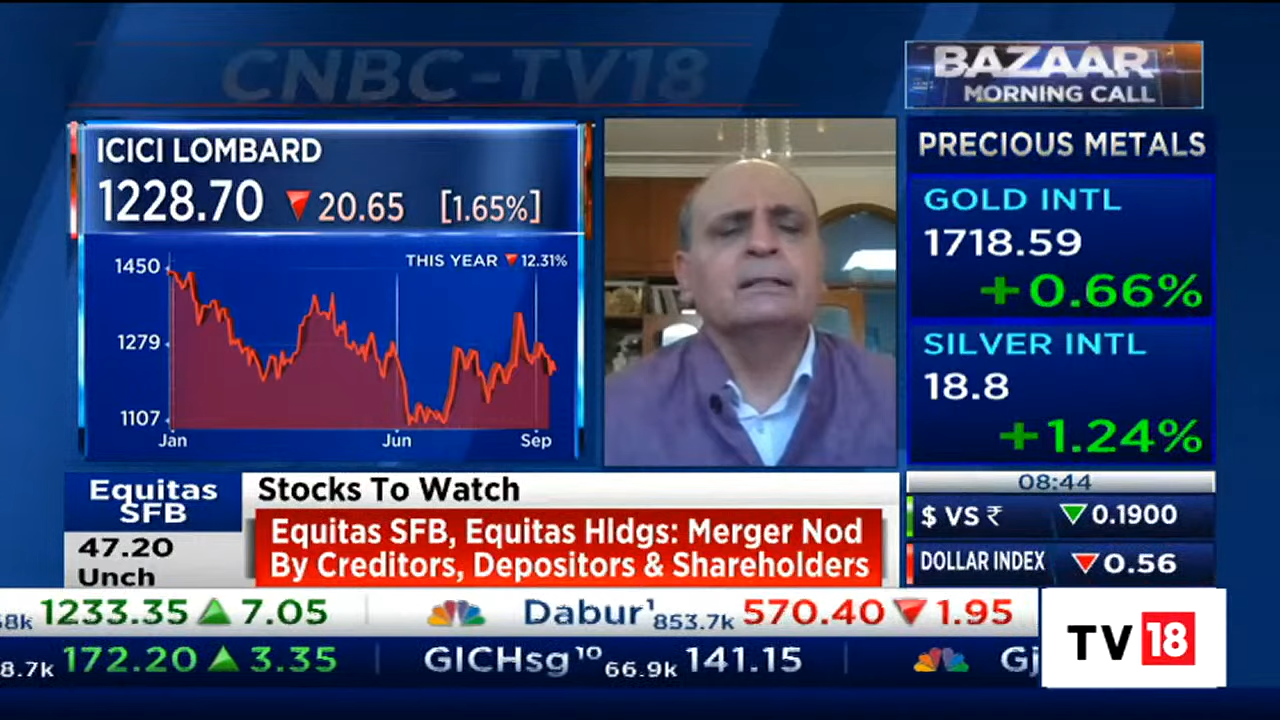 CNBC-TV18
BAZAAR
MORNING CALL
ICICI LOMBARD
1228.70 ▼ 20.65 [1.65%]
THIS YEAR ▼ 12.31%
1450
1279
1107
Jan Jun Sep
PRECIOUS METALS
GOLD INTL
1718.59
+0.66%
SILVER INTL
18.8
+1.24%
08:44
$ VS ₹ ▽ 0.1900
DOLLAR INDEX ▽ 0.56
Equitas
SFB
47.20
Unch
Stocks To Watch
Equitas SFB, Equitas Hldgs: Merger Nod
By Creditors, Depositors & Shareholders
8k 1233.35 ▲ 7.05 Dabur¹ 853.7k 570.40 ▼ 1.95
8.7k 172.20 ▲ 3.35 GICHsg¹⁰ 66.9k 141.15 Gj
TV18